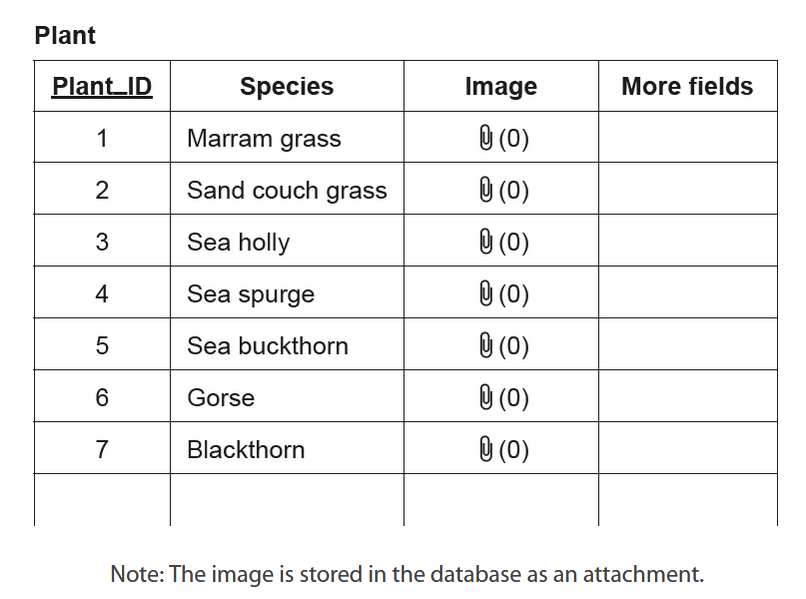 Plant
Plant_ID Species Image More fields
1 Marram grass (0)
2 Sand couch grass (0)
3 Sea holly (0)
4 Sea spurge (0)
5 Sea buckthorn (0)
6 Gorse (0)
7 Blackthorn (0)
Note: The image is stored in the database as an attachment.